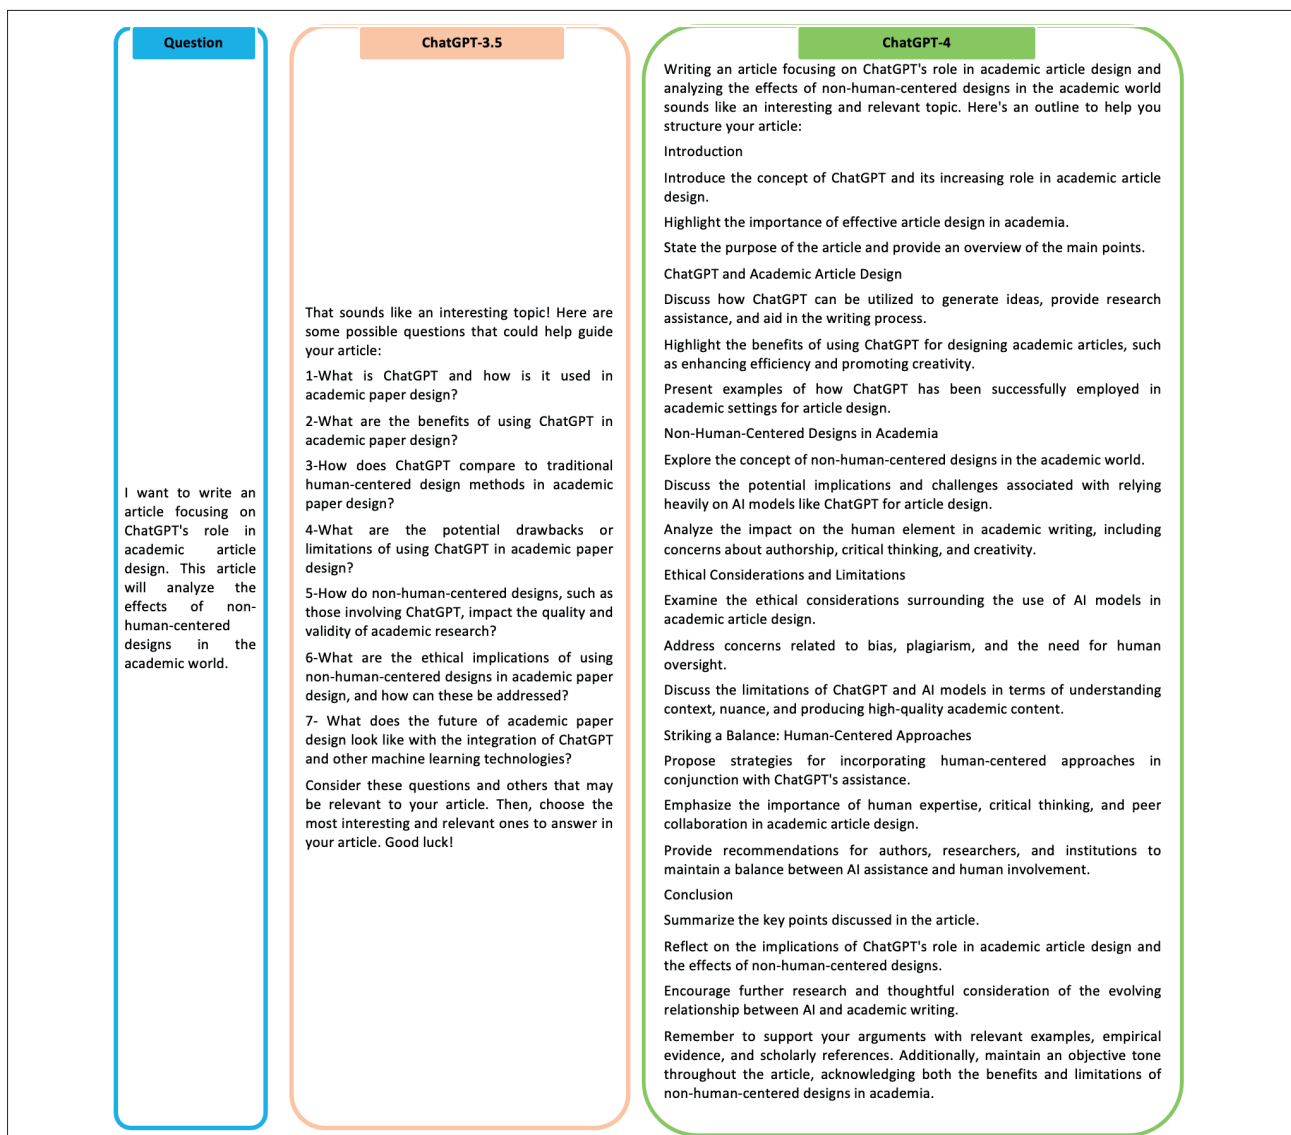 Question
I want to write an
article focusing on
ChatGPT's role in
academic article
design. This article
will analyze the
effects of non-
human-centered
designs in the
academic world.
ChatGPT-3.5
That sounds like an interesting topic! Here are
some possible questions that could help guide
your article:
1-What is ChatGPT and how is it used in
academic paper design?
2-What are the benefits of using ChatGPT in
academic paper design?
3-How does ChatGPT compare to traditional
human-centered design methods in academic
paper design?
4-What are the potential drawbacks or
limitations of using ChatGPT in academic paper
design?
5-How do non-human-centered designs, such as
those involving ChatGPT, impact the quality and
validity of academic research?
6-What are the ethical implications of using
non-human-centered designs in academic paper
design, and how can these be addressed?
7- What does the future of academic paper
design look like with the integration of ChatGPT
and other machine learning technologies?
Consider these questions and others that may
be relevant to your article. Then, choose the
most interesting and relevant ones to answer in
your article. Good luck!
ChatGPT-4
Writing an article focusing on ChatGPT's role in academic article design and
analyzing the effects of non-human-centered designs in the academic world
sounds like an interesting and relevant topic. Here's an outline to help you
structure your article:
Introduction
Introduce the concept of ChatGPT and its increasing role in academic article
design.
Highlight the importance of effective article design in academia.
State the purpose of the article and provide an overview of the main points.
ChatGPT and Academic Article Design
Discuss how ChatGPT can be utilized to generate ideas, provide research
assistance, and aid in the writing process.
Highlight the benefits of using ChatGPT for designing academic articles, such
as enhancing efficiency and promoting creativity.
Present examples of how ChatGPT has been successfully employed in
academic settings for article design.
Non-Human-Centered Designs in Academia
Explore the concept of non-human-centered designs in the academic world.
Discuss the potential implications and challenges associated with relying
heavily on AI models like ChatGPT for article design.
Analyze the impact on the human element in academic writing, including
concerns about authorship, critical thinking, and creativity.
Ethical Considerations and Limitations
Examine the ethical considerations surrounding the use of AI models in
academic article design.
Address concerns related to bias, plagiarism, and the need for human
oversight.
Discuss the limitations of ChatGPT and AI models in terms of understanding
context, nuance, and producing high-quality academic content.
Striking a Balance: Human-Centered Approaches
Propose strategies for incorporating human-centered approaches in
conjunction with ChatGPT's assistance.
Emphasize the importance of human expertise, critical thinking, and peer
collaboration in academic article design.
Provide recommendations for authors, researchers, and institutions to
maintain a balance between AI assistance and human involvement.
Conclusion
Summarize the key points discussed in the article.
Reflect on the implications of ChatGPT's role in academic article design and
the effects of non-human-centered designs.
Encourage further research and thoughtful consideration of the evolving
relationship between AI and academic writing.
Remember to support your arguments with relevant examples, empirical
evidence, and scholarly references. Additionally, maintain an objective tone
throughout the article, acknowledging both the benefits and limitations of
non-human-centered designs in academia.